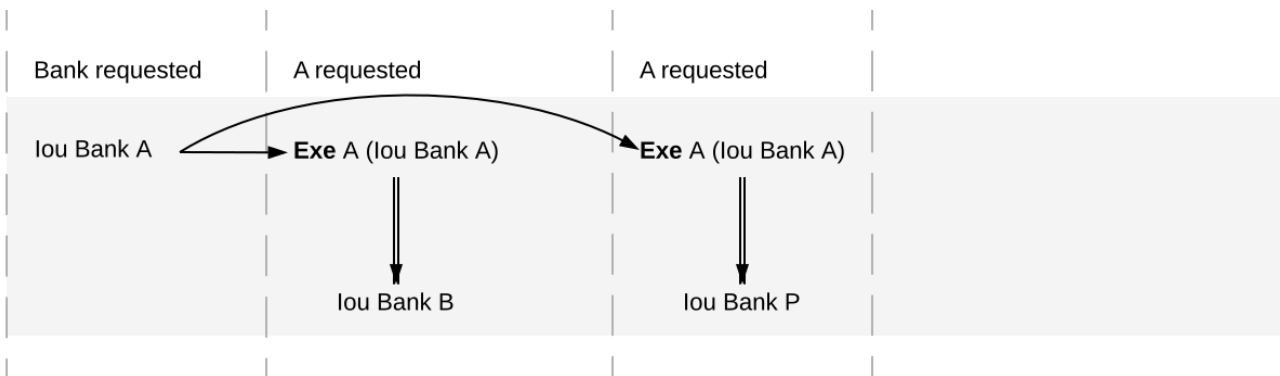 Bank requested
A requested
A requested
Iou Bank A
Exe A (Iou Bank A)
Exe A (Iou Bank A)
Iou Bank B
Iou Bank P